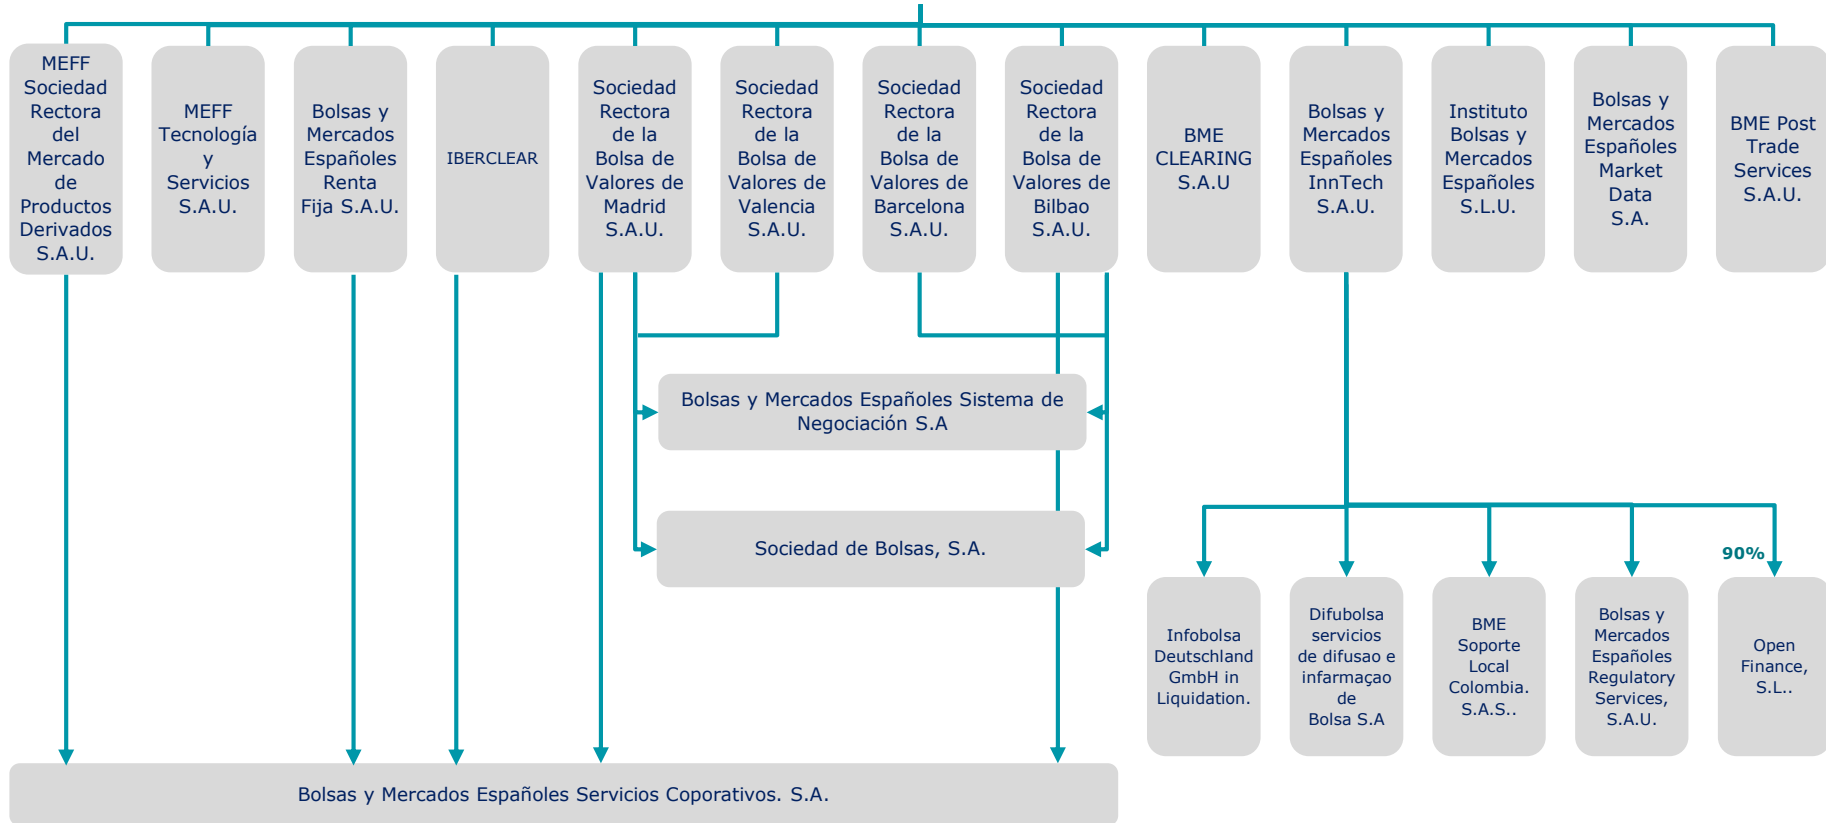 MEFF
Sociedad
Rectora
del
Mercado
de
Productos
Derivados
S.A.U.
MEFF
Tecnología
y
Servicios
S.A.U.
Bolsas y
Mercados
Españoles
Renta
Fija S.A.U.
IBERCLEAR
Sociedad
Rectora
de la
Bolsa de
Valores de
Madrid
S.A.U.
Sociedad
Rectora
de la
Bolsa de
Valores de
Valencia
S.A.U.
Sociedad
Rectora
de la
Bolsa de
Valores de
Barcelona
S.A.U.
Sociedad
Rectora
de la
Bolsa de
Valores de
Bilbao
S.A.U.
BME
CLEARING
S.A.U
Bolsas y
Mercados
Españoles
InnTech
S.A.U.
Instituto
Bolsas y
Mercados
Españoles
S.L.U.
Bolsas y
Mercados
Españoles
Market
Data
S.A.
BME Post
Trade
Services
S.A.U.
Bolsas y Mercados Españoles Sistema de
Negociación S.A
Sociedad de Bolsas, S.A.
90%
Infobolsa
Deutschland
GmbH in
Liquidation.
Difubolsa
servicios
de difusao e
infarmaçao
de
Bolsa S.A
BME
Soporte
Local
Colombia.
S.A.S..
Bolsas y
Mercados
Españoles
Regulatory
Services,
S.A.U.
Open
Finance,
S.L..
Bolsas y Mercados Españoles Servicios Coporativos. S.A.